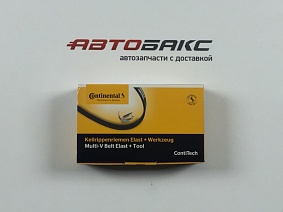 АВТОБАКС
автозапчасти с доставкой
Continental
Keilrippenriemen Elast + Werkzeug
Multi-V Belt Elast + Tool
ContiTech